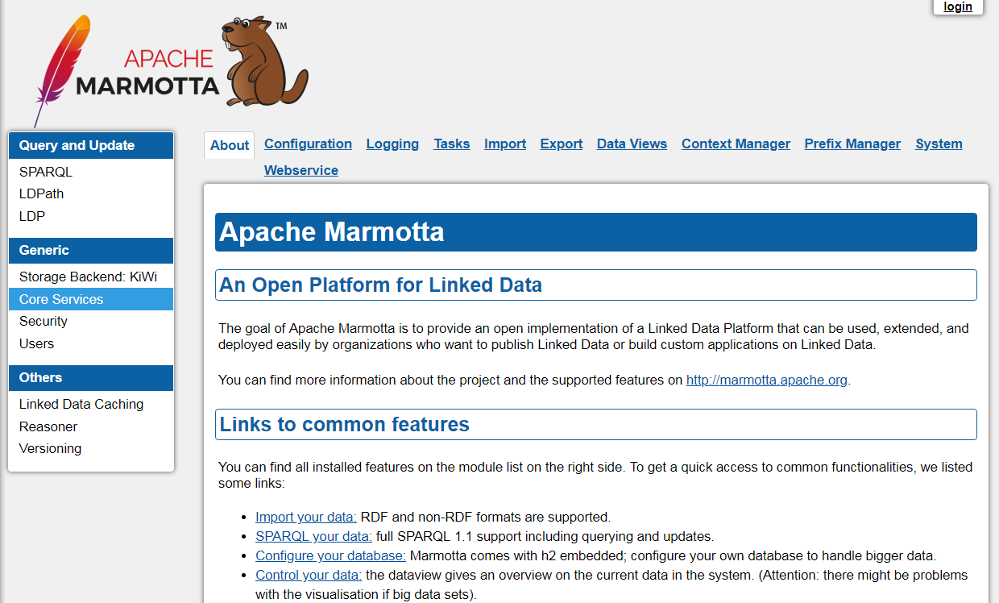 login
APACHE
MARMOTTA
TM
Query and Update
SPARQL
LDPath
LDP
Generic
Storage Backend: KiWi
Core Services
Security
Users
Others
Linked Data Caching
Reasoner
Versioning
About Configuration Logging Tasks Import Export Data Views Context Manager Prefix Manager System
Webservice
Apache Marmotta
An Open Platform for Linked Data
The goal of Apache Marmotta is to provide an open implementation of a Linked Data Platform that can be used, extended, and
deployed easily by organizations who want to publish Linked Data or build custom applications on Linked Data.
You can find more information about the project and the supported features on http://marmotta.apache.org.
Links to common features
You can find all installed features on the module list on the right side. To get a quick access to common functionalities, we listed
some links:
• Import your data: RDF and non-RDF formats are supported.
• SPARQL your data: full SPARQL 1.1 support including querying and updates.
• Configure your database: Marmotta comes with h2 embedded; configure your own database to handle bigger data.
• Control your data: the dataview gives an overview on the current data in the system. (Attention: there might be problems
with the visualisation if big data sets).